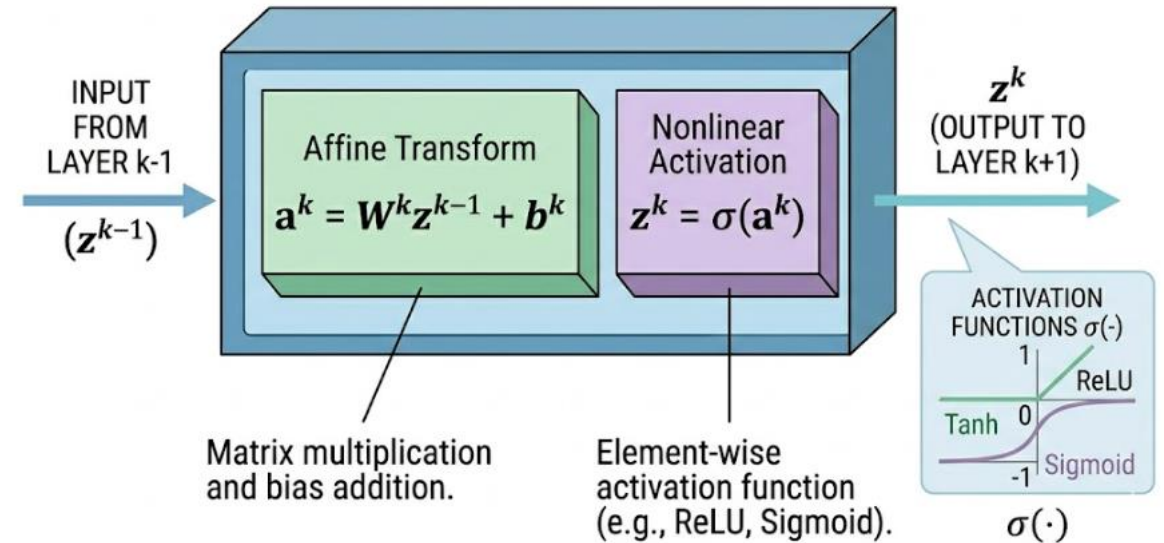 INPUT
FROM
LAYER k-1
(z^{k-1})
Affine Transform
a^k = W^k z^{k-1} + b^k
Nonlinear
Activation
z^k = σ(a^k)
z^k
(OUTPUT TO
LAYER k+1)
Matrix multiplication
and bias addition.
Element-wise
activation function
(e.g., ReLU, Sigmoid).
ACTIVATION
FUNCTIONS σ(-)
1
ReLU
Tanh
0
Sigmoid
-1
σ(·)